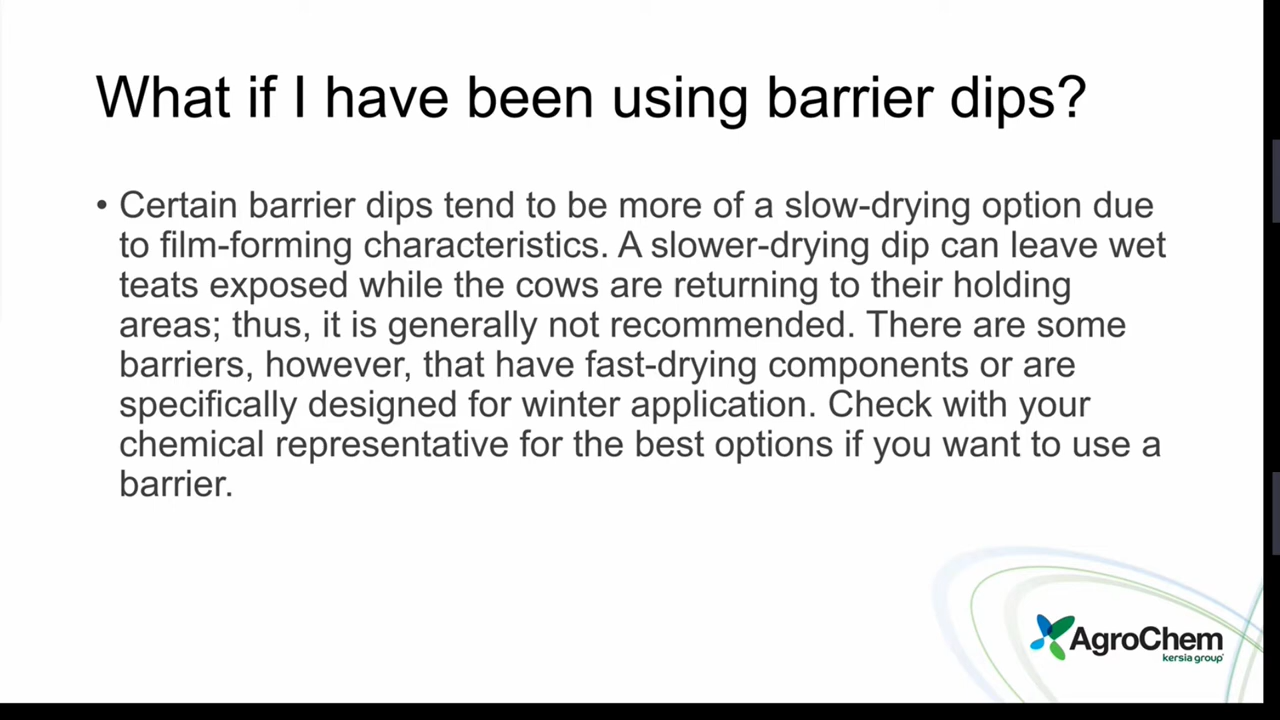 What if I have been using barrier dips?
• Certain barrier dips tend to be more of a slow-drying option due
to film-forming characteristics. A slower-drying dip can leave wet
teats exposed while the cows are returning to their holding
areas; thus, it is generally not recommended. There are some
barriers, however, that have fast-drying components or are
specifically designed for winter application. Check with your
chemical representative for the best options if you want to use a
barrier.
AgroChem
kersia group